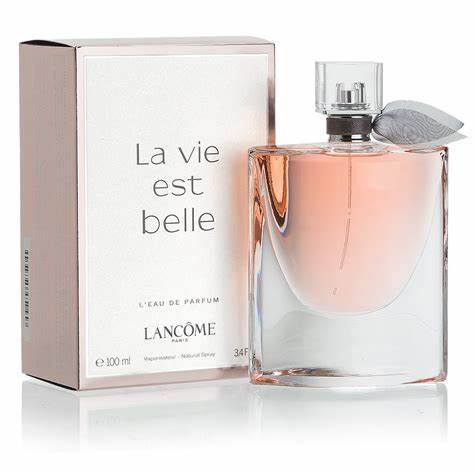 La vie
est
belle
L'EAU DE PARFUM
LANCÔME
PARIS
℮ 100 ml Vaporisateur - Natural Spray 3.4